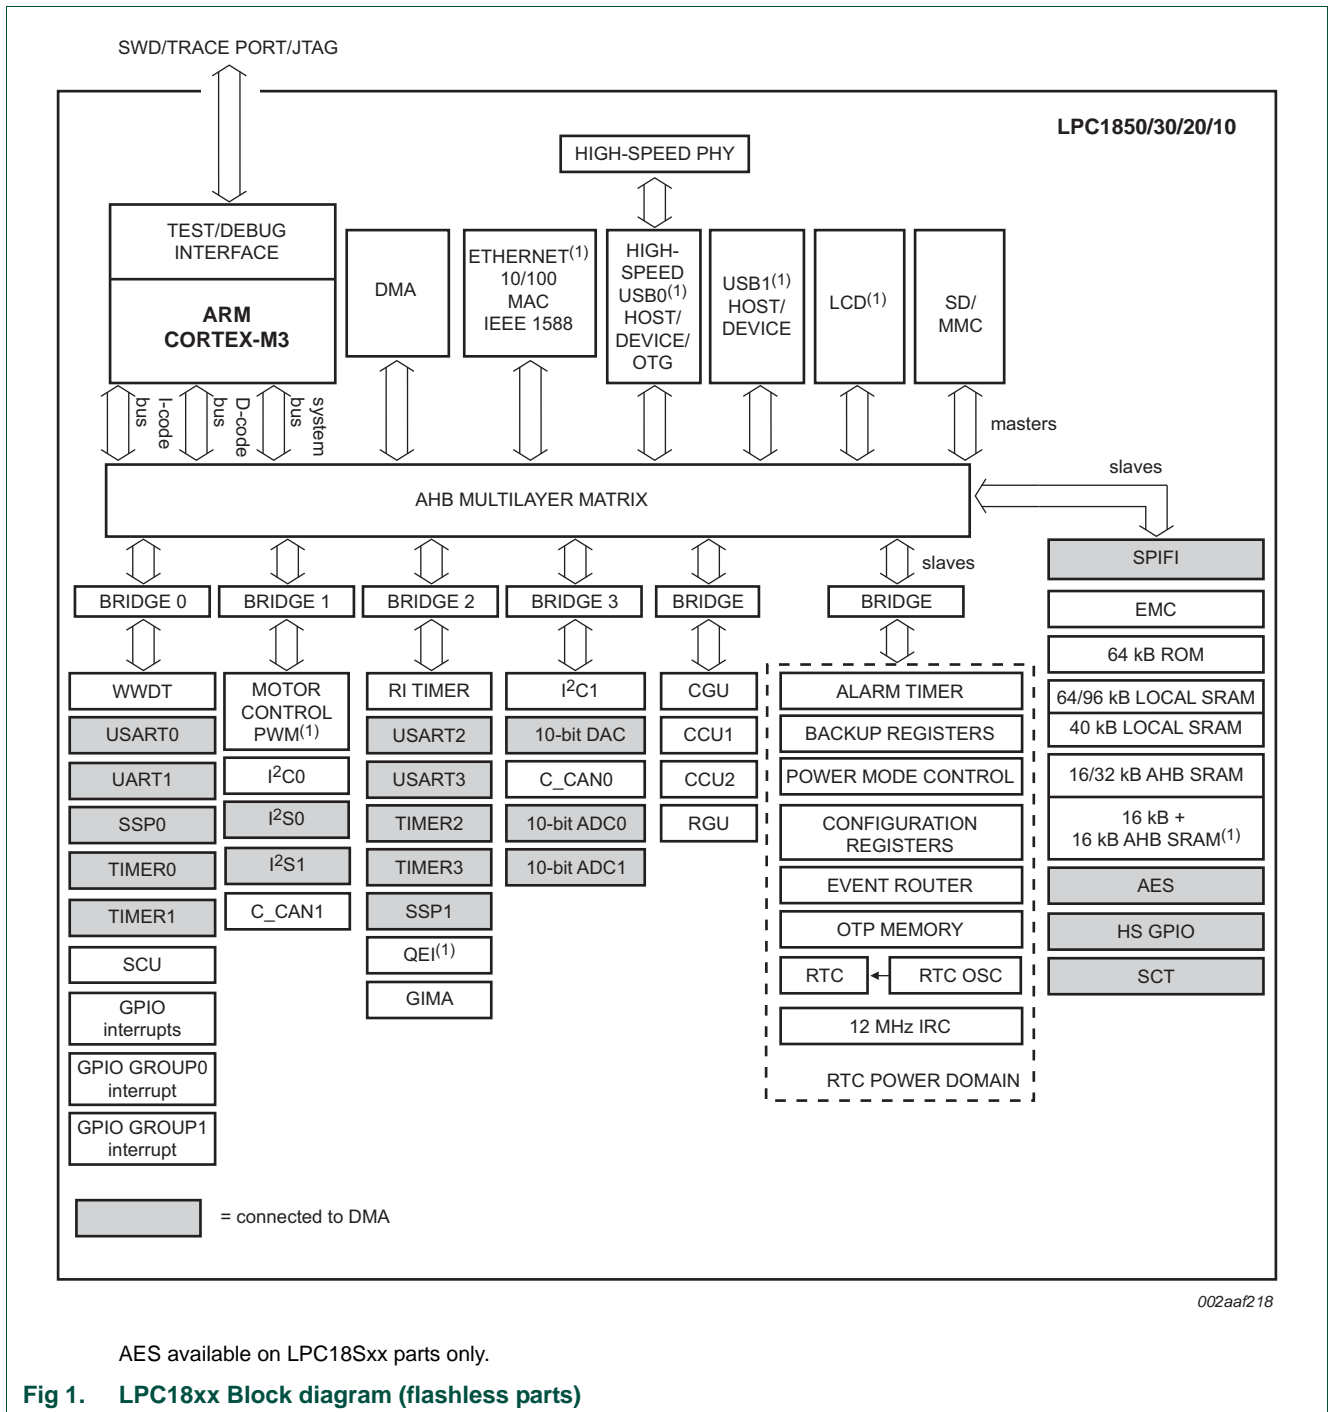 SWD/TRACE PORT/JTAG
LPC1850/30/20/10
HIGH-SPEED PHY
TEST/DEBUG
INTERFACE
ARM
CORTEX-M3
DMA
ETHERNET(1)
10/100
MAC
IEEE 1588
HIGH-
SPEED
USB0(1)
HOST/
DEVICE/
OTG
USB1(1)
HOST/
DEVICE
LCD(1)
SD/
MMC
I-code
bus
D-code
bus
system
bus
masters
slaves
AHB MULTILAYER MATRIX
slaves
BRIDGE 0
BRIDGE 1
BRIDGE 2
BRIDGE 3
BRIDGE
BRIDGE
WWDT
USART0
UART1
SSP0
TIMER0
TIMER1
SCU
GPIO
interrupts
GPIO GROUP0
interrupt
GPIO GROUP1
interrupt
MOTOR
CONTROL
PWM(1)
I2C0
I2S0
I2S1
C_CAN1
RI TIMER
USART2
USART3
TIMER2
TIMER3
SSP1
QEI(1)
GIMA
I2C1
10-bit DAC
C_CAN0
10-bit ADC0
10-bit ADC1
CGU
CCU1
CCU2
RGU
ALARM TIMER
BACKUP REGISTERS
POWER MODE CONTROL
CONFIGURATION
REGISTERS
EVENT ROUTER
OTP MEMORY
RTC
RTC OSC
12 MHz IRC
RTC POWER DOMAIN
SPIFI
EMC
64 kB ROM
64/96 kB LOCAL SRAM
40 kB LOCAL SRAM
16/32 kB AHB SRAM
16 kB +
16 kB AHB SRAM(1)
AES
HS GPIO
SCT
= connected to DMA
002aaf218
AES available on LPC18Sxx parts only.
Fig 1. LPC18xx Block diagram (flashless parts)